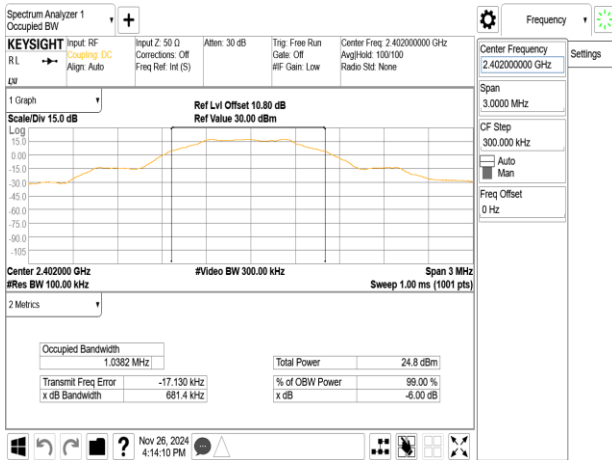 Spectrum Analyzer 1
Occupied BW
Frequency
KEYSIGHT
RL
LXI
Input: RF
Coupling: DC
Align: Auto
Input Z: 50 Ω
Corrections: Off
Freq Ref: Int (S)
Atten: 30 dB
Trig: Free Run
Gate: Off
#IF Gain: Low
Center Freq: 2.402000000 GHz
Avg|Hold: 100/100
Radio Std: None
Center Frequency
2.402000000 GHz
Settings
Span
3.0000 MHz
CF Step
300.000 kHz
Auto
Man
Freq Offset
0 Hz
1 Graph
Scale/Div 15.0 dB
Ref Lvl Offset 10.80 dB
Ref Value 30.00 dBm
Log
15.0
0.00
-15.0
-30.0
-45.0
-60.0
-75.0
-90.0
-105
Center 2.402000 GHz
#Res BW 100.00 kHz
#Video BW 300.00 kHz
Span 3 MHz
Sweep 1.00 ms (1001 pts)
2 Metrics
Occupied Bandwidth
1.0382 MHz
Total Power 24.8 dBm
Transmit Freq Error -17.130 kHz
% of OBW Power 99.00 %
x dB Bandwidth 681.4 kHz
x dB -6.00 dB
Nov 26, 2024
4:14:10 PM